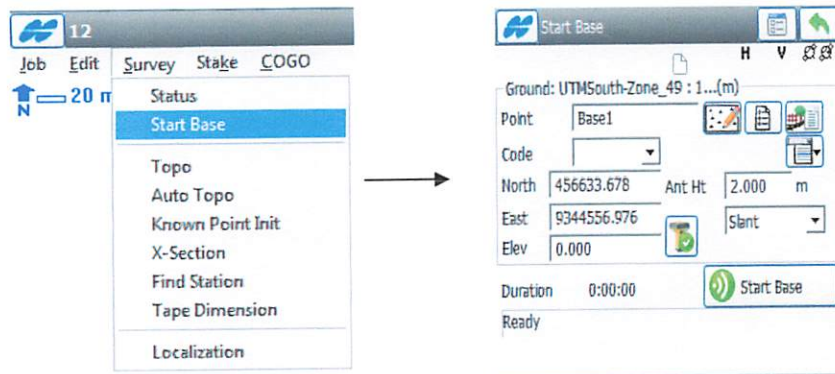 12
Job Edit Survey Stake COGO
N 20 m
Status
Start Base
Topo
Auto Topo
Known Point Init
X-Section
Find Station
Tape Dimension
Localization
Start Base
H V
Ground: UTMSouth-Zone_49 : 1...(m)
Point Base1
Code
North 456633.678 Ant Ht 2.000 m
East 9344556.976 Slant
Elev 0.000
Duration 0:00:00 Start Base
Ready